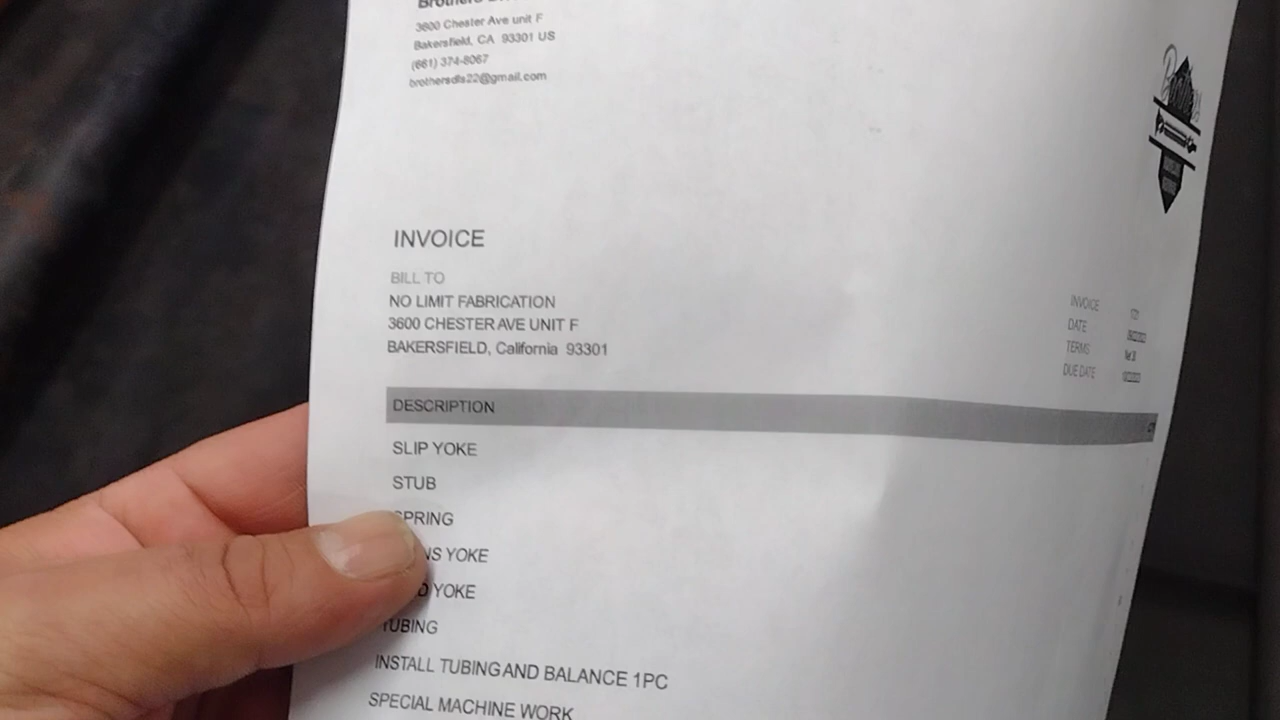 Brothers
3600 Chester Ave unit F
Bakersfield, CA 93301 US
(661) 374-8067
brothersdls22@gmail.com
INVOICE
BILL TO
NO LIMIT FABRICATION
3600 CHESTER AVE UNIT F
BAKERSFIELD, California 93301
INVOICE
DATE
TERMS
DUE DATE
DESCRIPTION
SLIP YOKE
STUB
SPRING
NS YOKE
D YOKE
TUBING
INSTALL TUBING AND BALANCE 1PC
SPECIAL MACHINE WORK